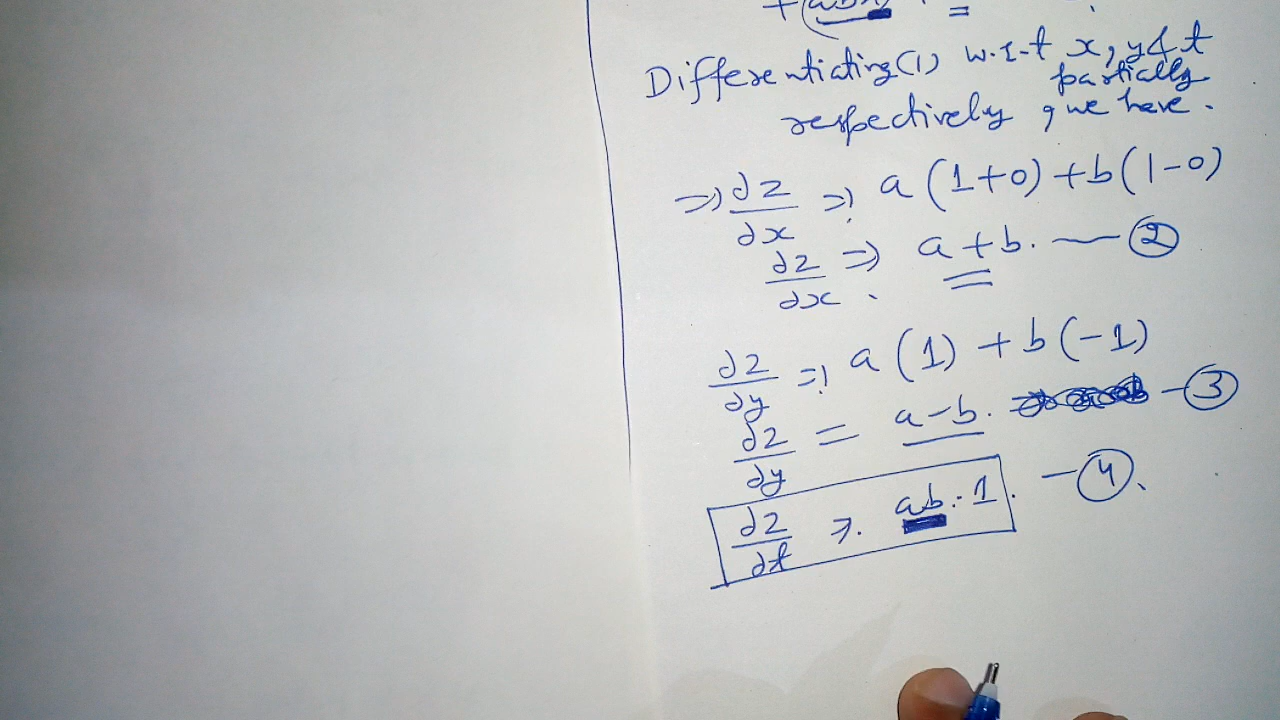 Differentiating (1) w.r.t x, y & t
partially
respectively, we have.
⇒ ∂z/∂x ⇒ a (1+0) + b (1-0)
∂z/∂x ⇒ a + b. — ②
∂z/∂y ⇒ a (1) + b (-1)
∂z/∂y = a - b. — ③
∂z/∂t ⇒. ab.1. — ④